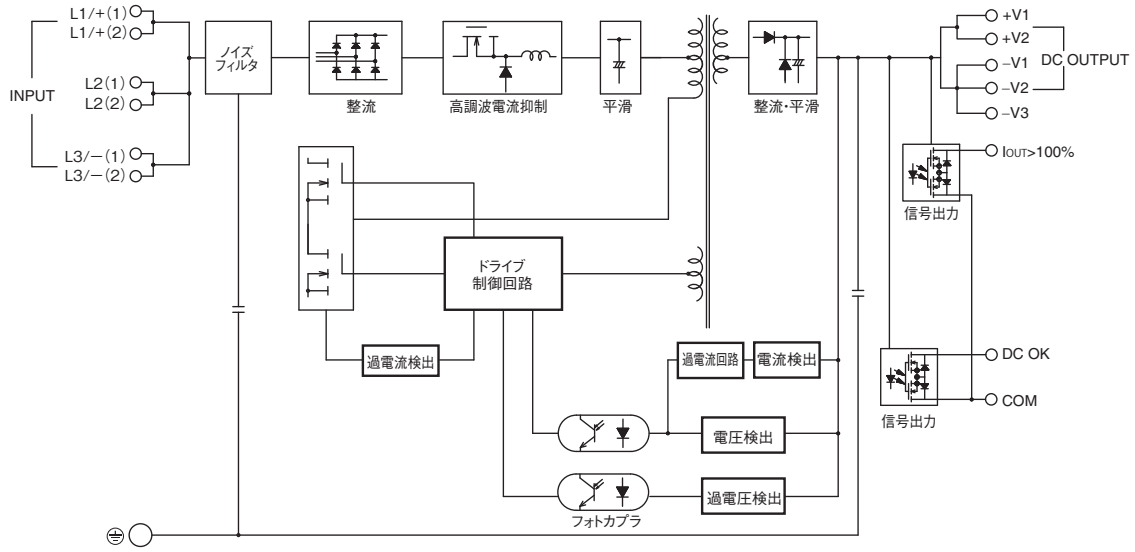 INPUT
L1/+(1)
L1/+(2)
L2(1)
L2(2)
L3/−(1)
L3/−(2)
ノイズ
フィルタ
整流
高調波電流抑制
平滑
整流・平滑
+V1
+V2
−V1
−V2
−V3
DC OUTPUT
IOUT>100%
信号出力
ドライブ
制御回路
過電流検出
過電流回路
電流検出
DC OK
COM
信号出力
電圧検出
過電圧検出
フォトカプラ